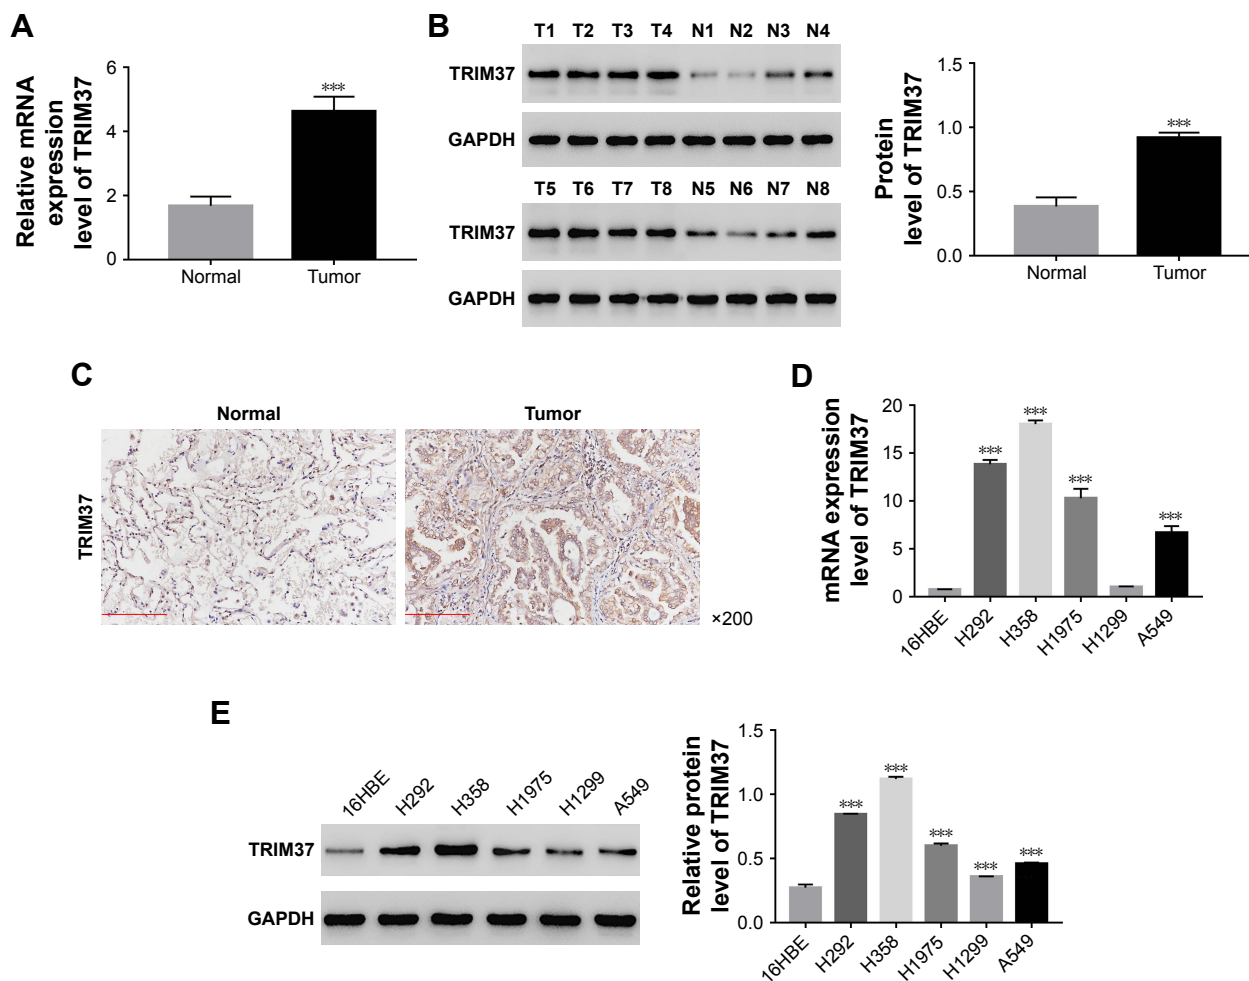 A
Relative mRNA
expression
level of TRIM37
6
4
2
0
***
Normal
Tumor
B
T1 T2 T3 T4 N1 N2 N3 N4
TRIM37
GAPDH
T5 T6 T7 T8 N5 N6 N7 N8
TRIM37
GAPDH
Protein
level of TRIM37
1.5
1.0
0.5
0.0
***
Normal
Tumor
C
Normal
Tumor
TRIM37
×200
D
mRNA expression
level of TRIM37
20
15
10
5
0
***
***
***
***
16HBE
H292
H358
H1975
H1299
A549
E
16HBE
H292
H358
H1975
H1299
A549
TRIM37
GAPDH
Relative protein
level of TRIM37
1.5
1.0
0.5
0.0
***
***
***
***
***
16HBE
H292
H358
H1975
H1299
A549